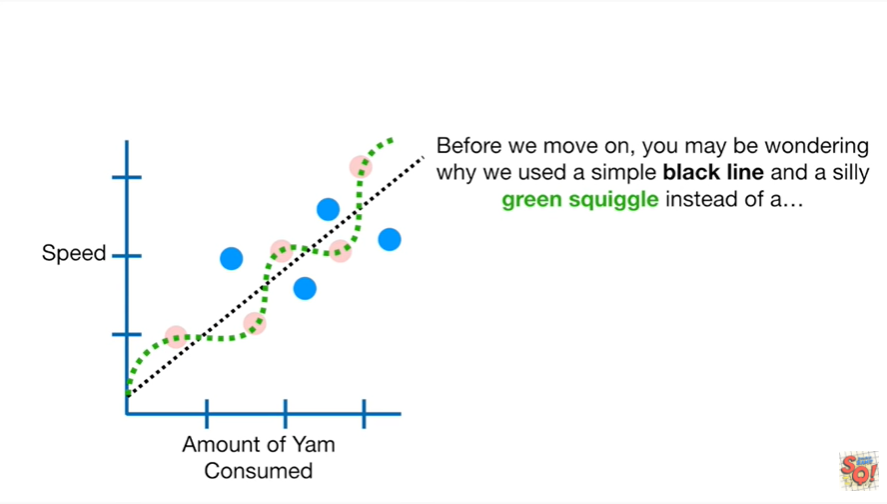 Before we move on, you may be wondering
why we used a simple black line and a silly
green squiggle instead of a...
Speed
Amount of Yam
Consumed
SO!